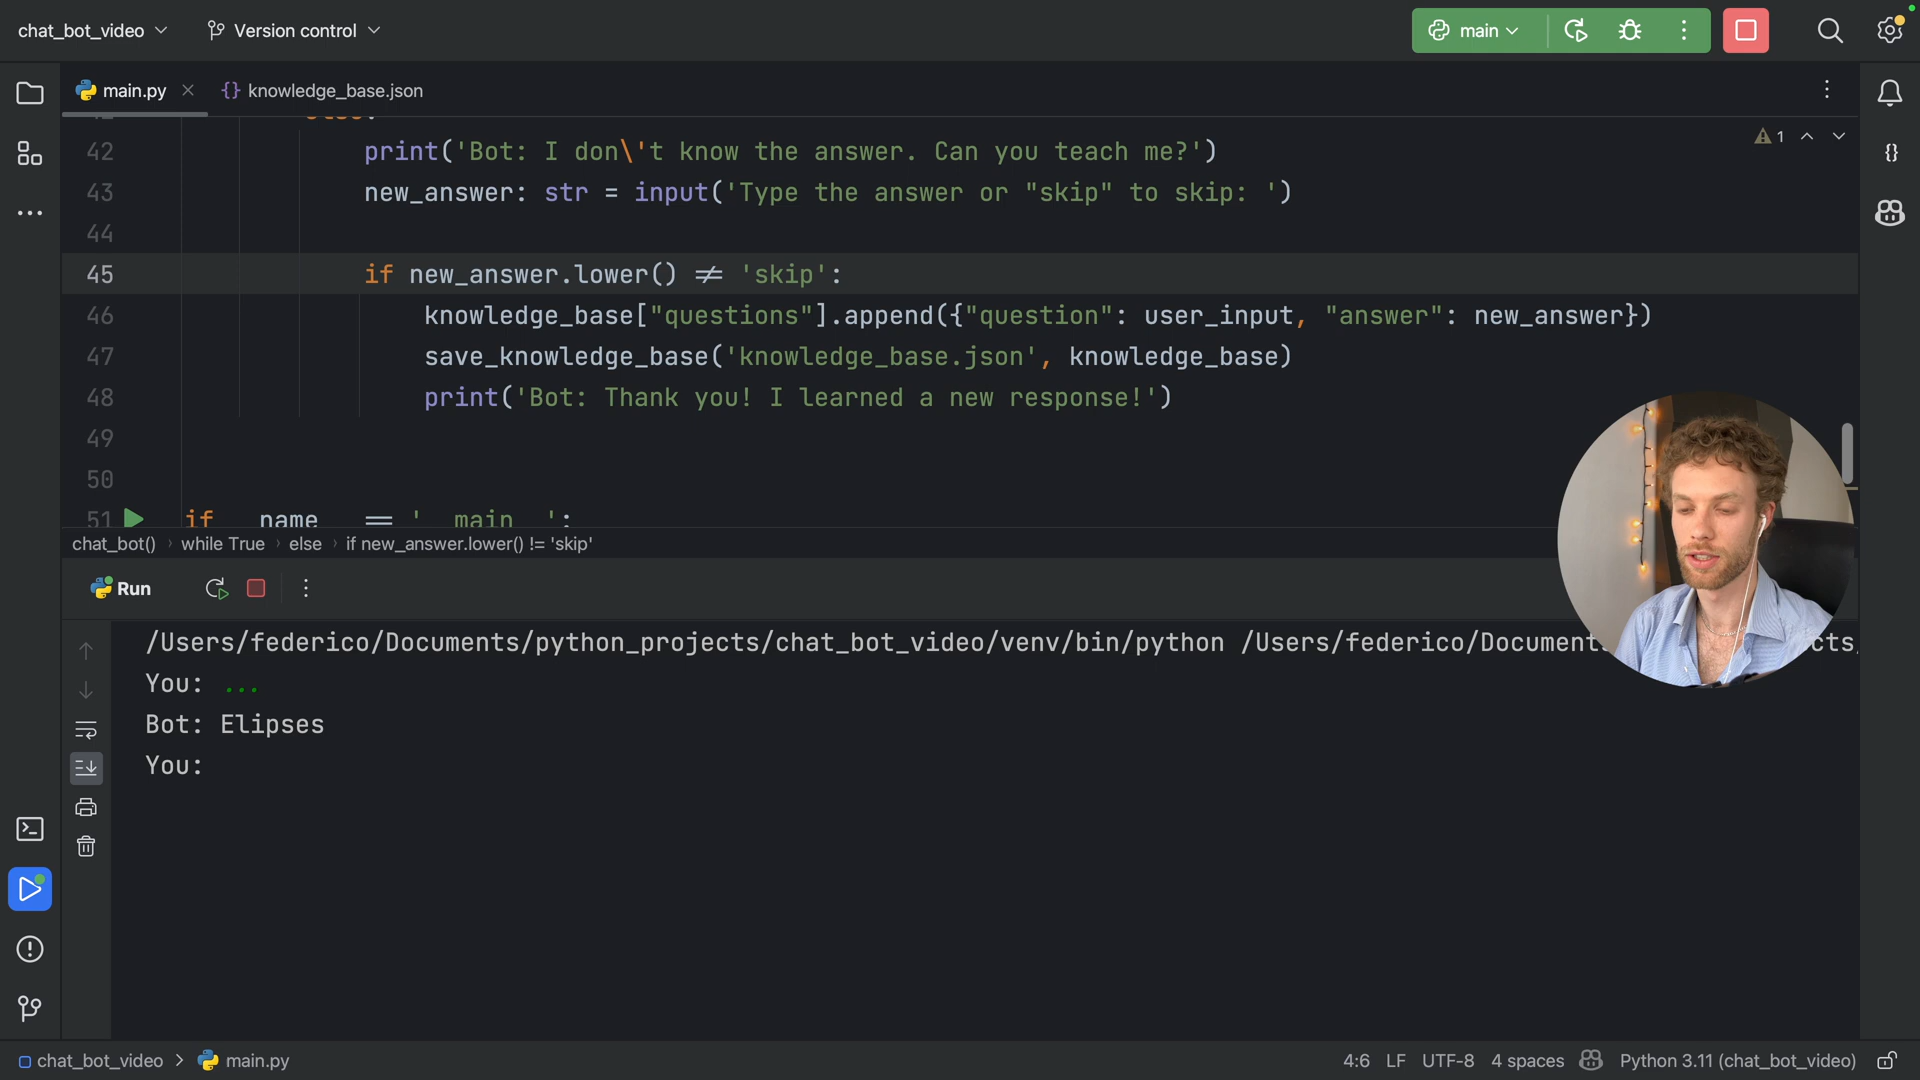 chat_bot_video
Version control
main
main.py
{} knowledge_base.json
else:
42 print('Bot: I don\'t know the answer. Can you teach me?')
1
43 new_answer: str = input('Type the answer or "skip" to skip: ')
44
45 if new_answer.lower() ≠ 'skip':
46 knowledge_base["questions"].append({"question": user_input, "answer": new_answer})
47 save_knowledge_base('knowledge_base.json', knowledge_base)
48 print('Bot: Thank you! I learned a new response!')
49
50
51 if __name__ == '__main__':
chat_bot() › while True › else › if new_answer.lower() != 'skip'
Run
/Users/federico/Documents/python_projects/chat_bot_video/venv/bin/python /Users/federico/Document
You: ...
Bot: Elipses
You:
chat_bot_video > main.py
4:6 LF UTF-8 4 spaces Python 3.11 (chat_bot_video)